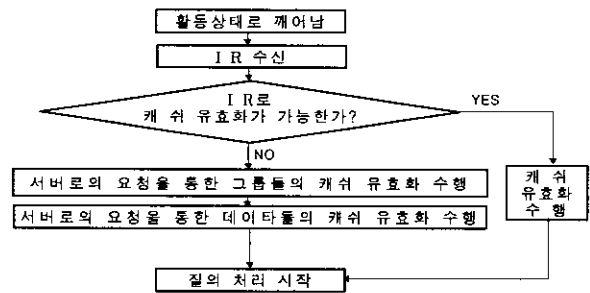 활동상태로 깨어남
IR 수신
IR로
캐쉬 유효화가 가능한가?
YES
NO
서버로의 요청을 통한 그룹들의 캐쉬 유효화 수행
캐 쉬
유효화
수 행
서버로의 요청을 통한 데이타들의 캐쉬 유효화 수행
질의 처리 시작